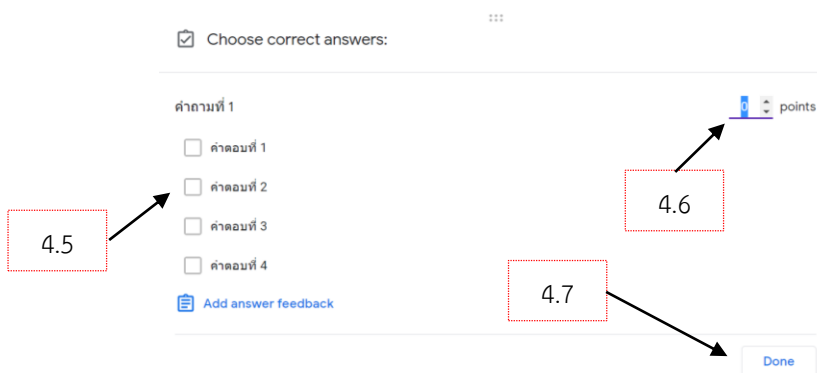 Choose correct answers:
คำถามที่ 1
0 points
คำตอบที่ 1
คำตอบที่ 2
4.6
คำตอบที่ 3
4.5
คำตอบที่ 4
4.7
Add answer feedback
Done